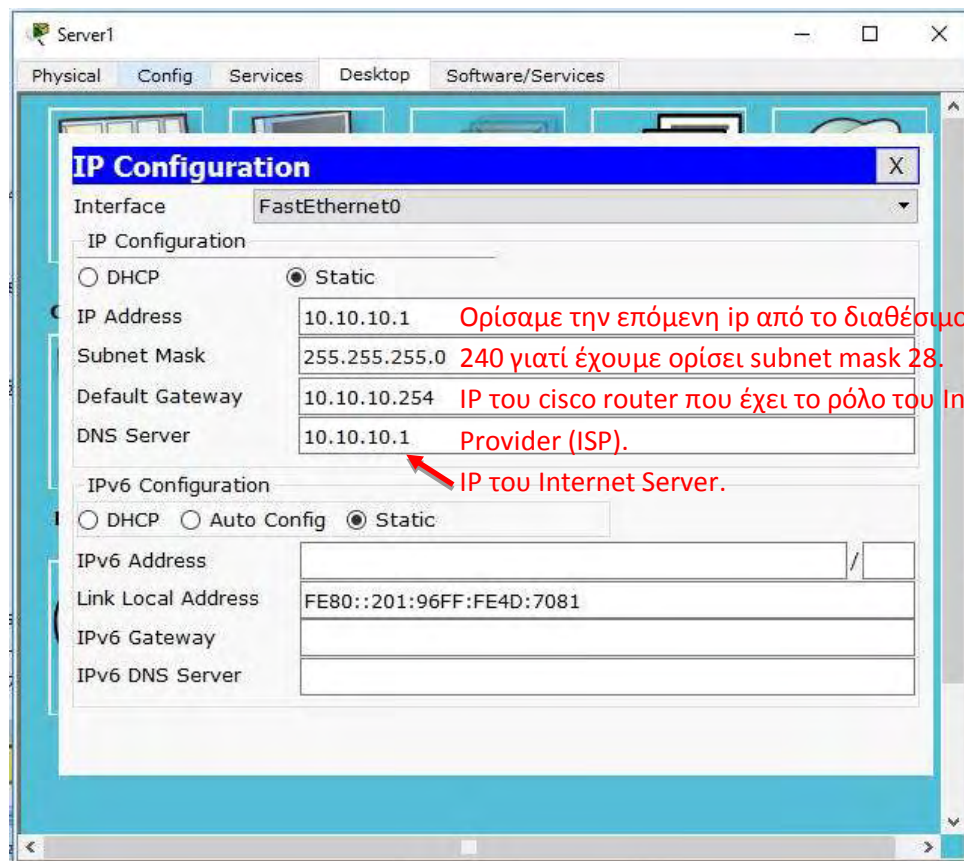 Server1
Physical Config Services Desktop Software/Services
IP Configuration X
Interface FastEthernet0
IP Configuration
DHCP Static
IP Address 10.10.10.1 Ορίσαμε την επόμενη ip από το διαθέσιμο
Subnet Mask 255.255.255.0 240 γιατί έχουμε ορίσει subnet mask 28.
Default Gateway 10.10.10.254 IP του cisco router που έχει το ρόλο του In
DNS Server 10.10.10.1 Provider (ISP).
IP του Internet Server.
IPv6 Configuration
DHCP Auto Config Static
IPv6 Address /
Link Local Address FE80::201:96FF:FE4D:7081
IPv6 Gateway
IPv6 DNS Server